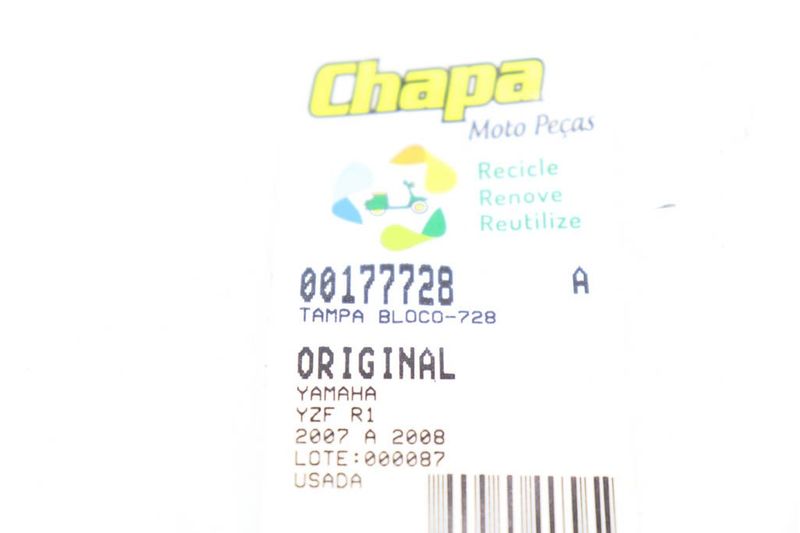 Chapa
Moto Peças
Recicle
Renove
Reutilize
00177728 A
TAMPA BLOCO-728
ORIGINAL
YAMAHA
YZF R1
2007 A 2008
LOTE:000087
USADA